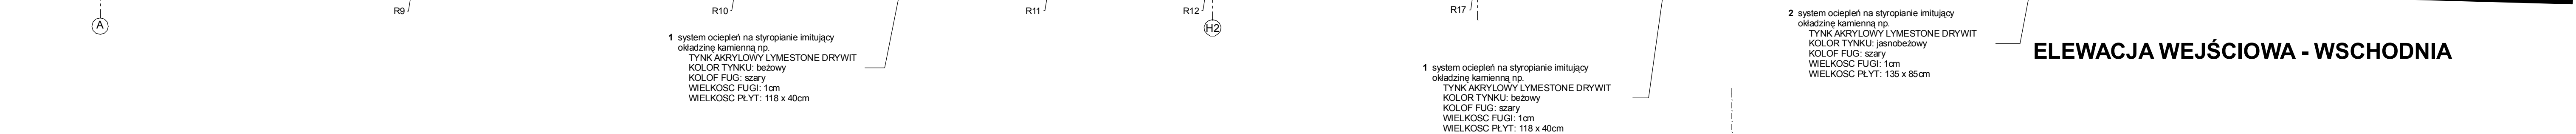 R9
R10
R11
R12
R17
A
H2
1 system ociepleń na styropianie imitujący
okładzinę kamienną np.
TYNK AKRYLOWY LYMESTONE DRYWIT
KOLOR TYNKU: beżowy
KOLOF FUG: szary
WIELKOSC FUGI: 1cm
WIELKOSC PŁYT: 118 x 40cm
1 system ociepleń na styropianie imitujący
okładzinę kamienną np.
TYNK AKRYLOWY LYMESTONE DRYWIT
KOLOR TYNKU: beżowy
KOLOF FUG: szary
WIELKOSC FUGI: 1cm
WIELKOSC PŁYT: 118 x 40cm
2 system ociepleń na styropianie imitujący
okładzinę kamienną np.
TYNK AKRYLOWY LYMESTONE DRYWIT
KOLOR TYNKU: jasnobeżowy
KOLOF FUG: szary
WIELKOSC FUGI: 1cm
WIELKOSC PŁYT: 135 x 85cm
ELEWACJA WEJŚCIOWA - WSCHODNIA